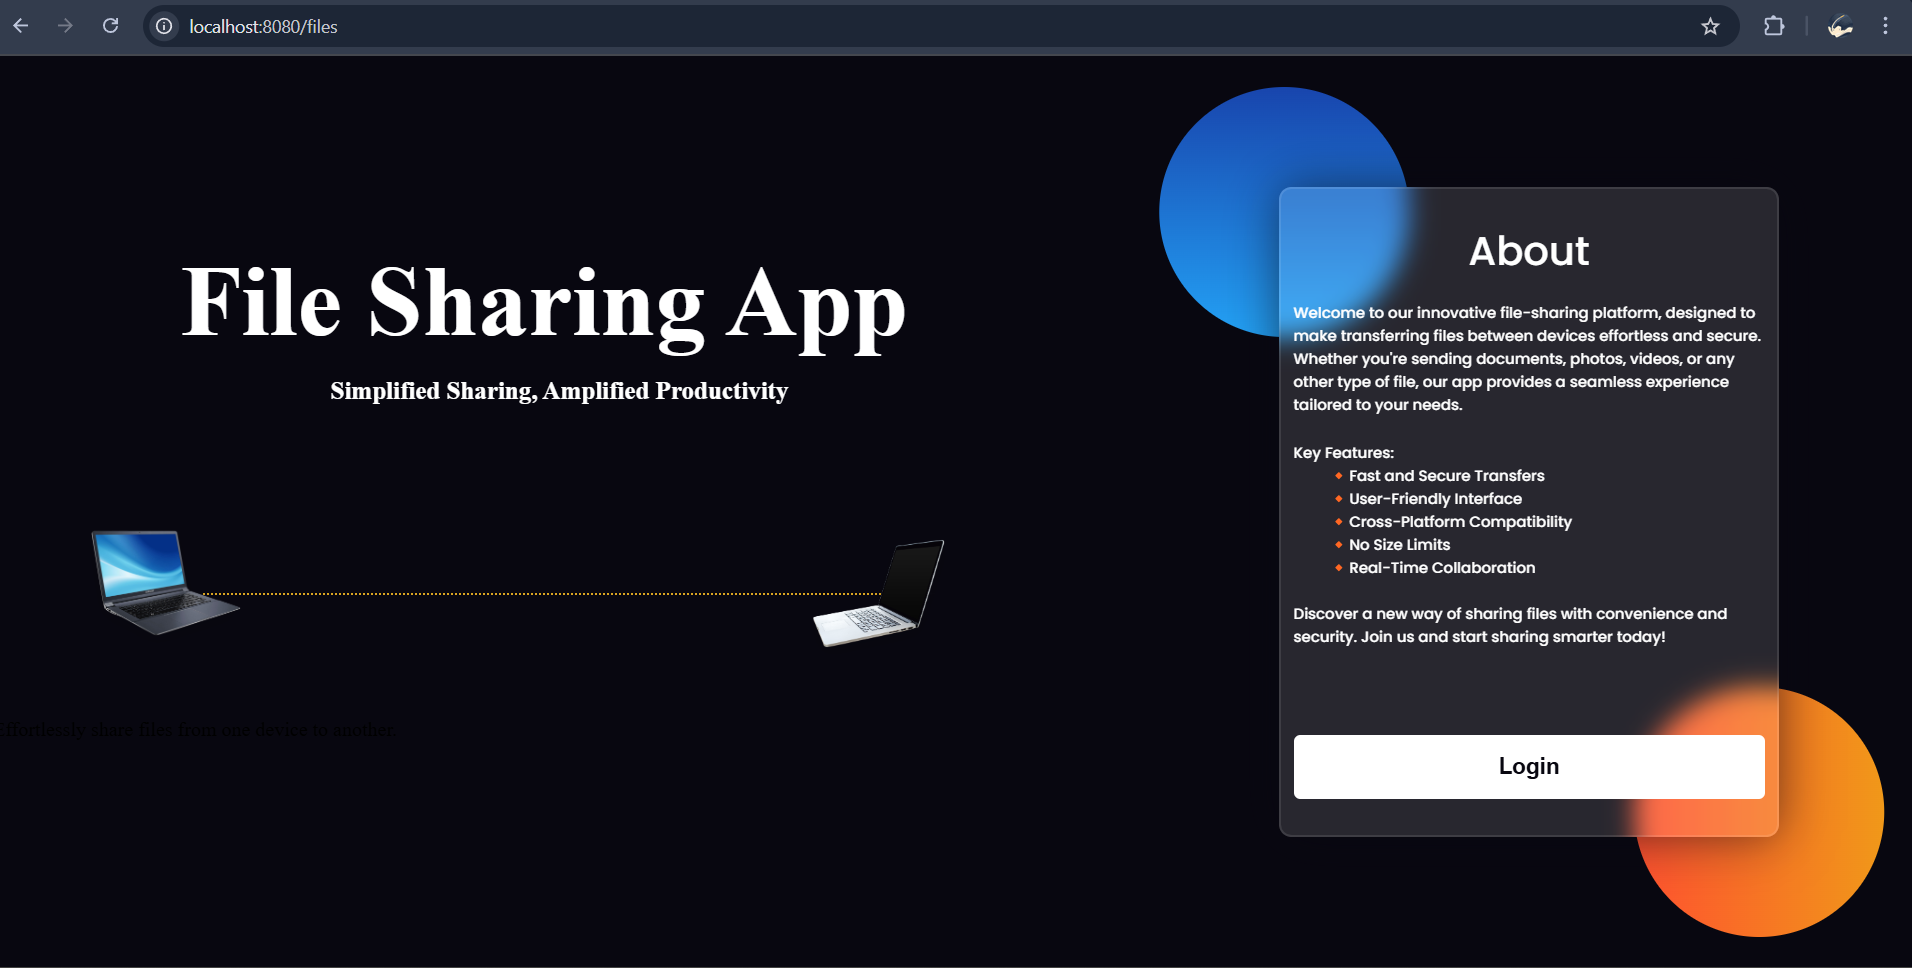 localhost:8080/files
File Sharing App
Simplified Sharing, Amplified Productivity
Effortlessly share files from one device to another.
About
Welcome to our innovative file-sharing platform, designed to
make transferring files between devices effortless and secure.
Whether you're sending documents, photos, videos, or any
other type of file, our app provides a seamless experience
tailored to your needs.
Key Features:
Fast and Secure Transfers
User-Friendly Interface
Cross-Platform Compatibility
No Size Limits
Real-Time Collaboration
Discover a new way of sharing files with convenience and
security. Join us and start sharing smarter today!
Login